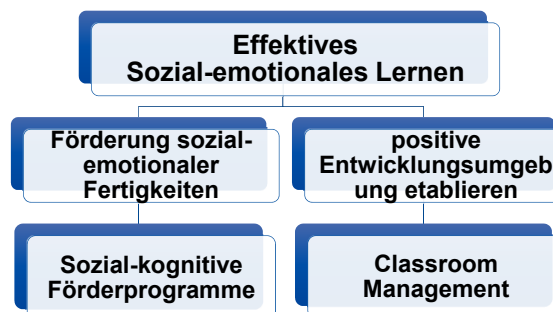 Effektives
Sozial-emotionales Lernen
Förderung sozial-
emotionaler
Fertigkeiten
positive
Entwicklungsumgeb
ung etablieren
Sozial-kognitive
Förderprogramme
Classroom
Management